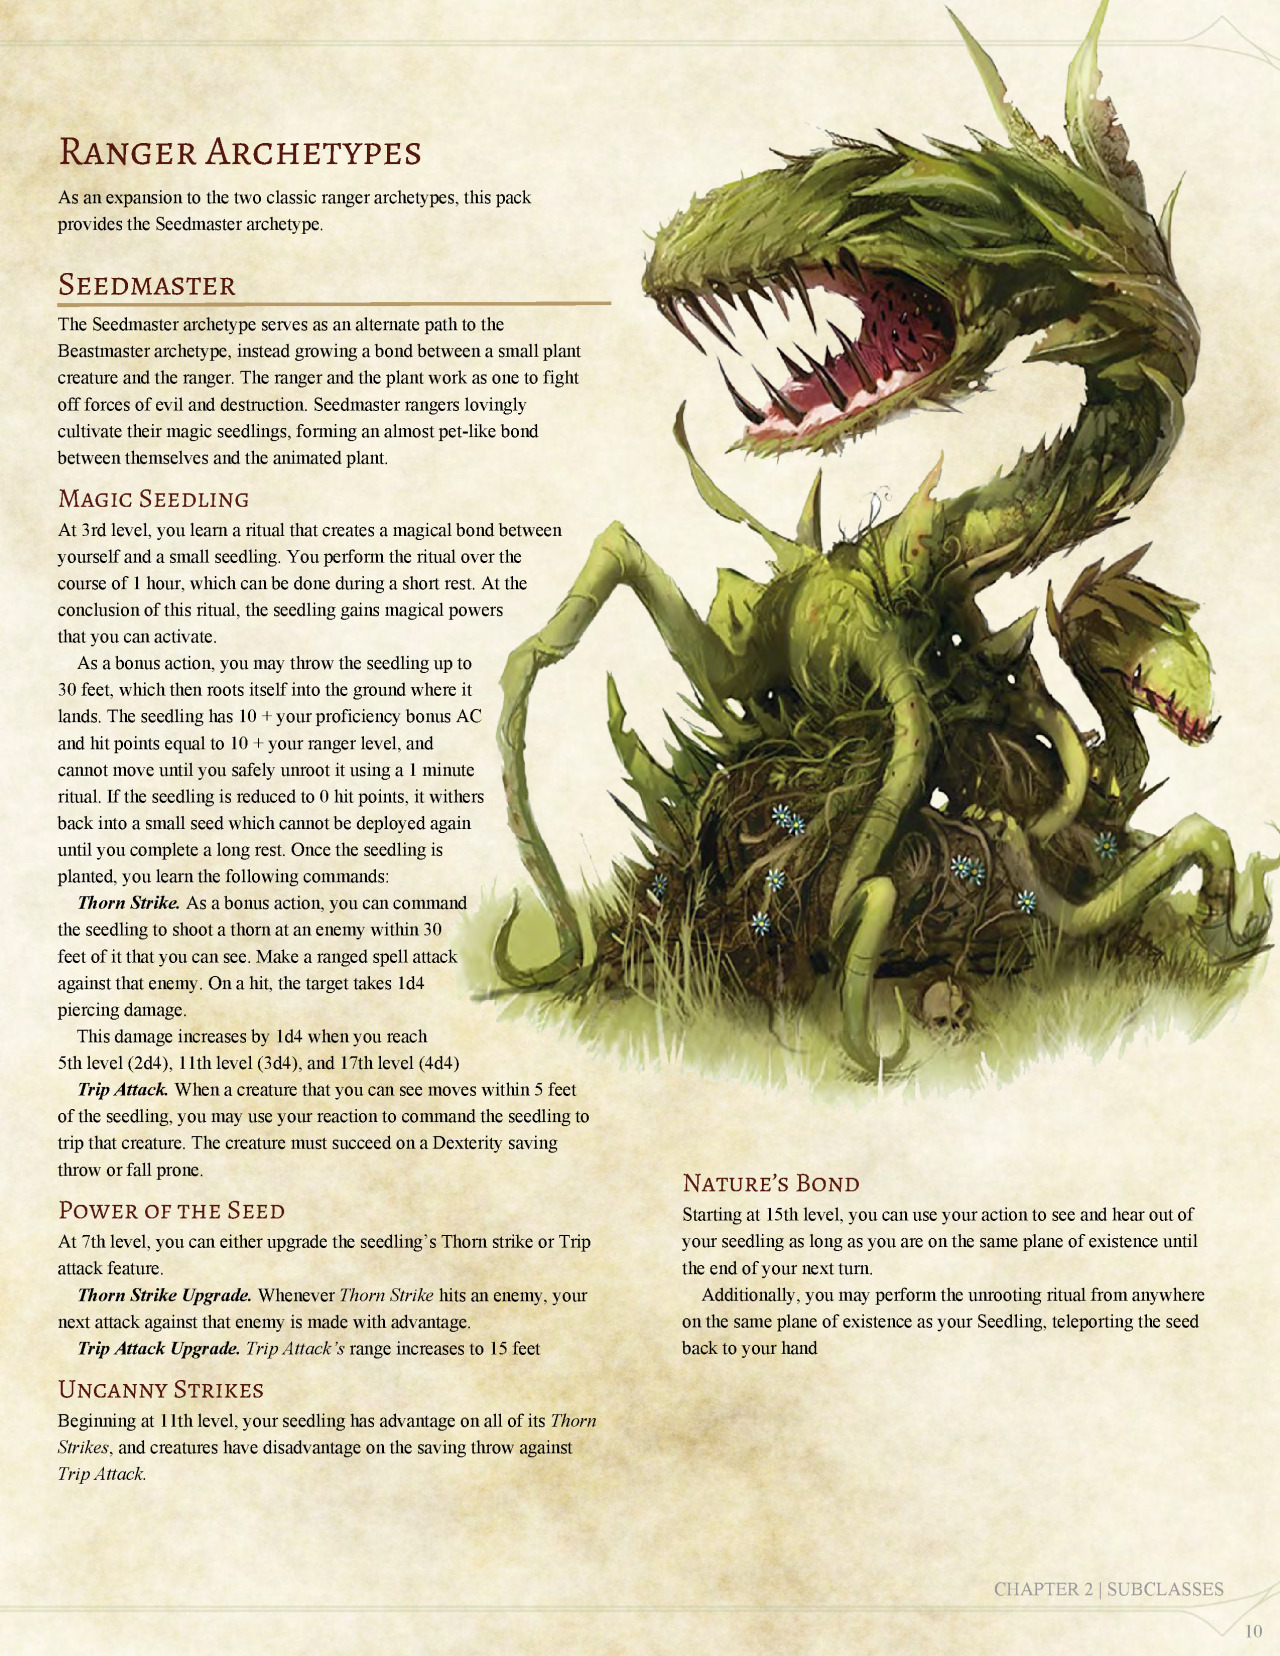 Ranger Archetypes
As an expansion to the two classic ranger archetypes, this pack
provides the Seedmaster archetype.
Seedmaster
The Seedmaster archetype serves as an alternate path to the
Beastmaster archetype, instead growing a bond between a small plant
creature and the ranger. The ranger and the plant work as one to fight
off forces of evil and destruction. Seedmaster rangers lovingly
cultivate their magic seedlings, forming an almost pet-like bond
between themselves and the animated plant.
Magic Seedling
At 3rd level, you learn a ritual that creates a magical bond between
yourself and a small seedling. You perform the ritual over the
course of 1 hour, which can be done during a short rest. At the
conclusion of this ritual, the seedling gains magical powers
that you can activate.
As a bonus action, you may throw the seedling up to
30 feet, which then roots itself into the ground where it
lands. The seedling has 10 + your proficiency bonus AC
and hit points equal to 10 + your ranger level, and
cannot move until you safely unroot it using a 1 minute
ritual. If the seedling is reduced to 0 hit points, it withers
back into a small seed which cannot be deployed again
until you complete a long rest. Once the seedling is
planted, you learn the following commands:
Thorn Strike. As a bonus action, you can command
the seedling to shoot a thorn at an enemy within 30
feet of it that you can see. Make a ranged spell attack
against that enemy. On a hit, the target takes 1d4
piercing damage.
This damage increases by 1d4 when you reach
5th level (2d4), 11th level (3d4), and 17th level (4d4)
Trip Attack. When a creature that you can see moves within 5 feet
of the seedling, you may use your reaction to command the seedling to
trip that creature. The creature must succeed on a Dexterity saving
throw or fall prone.
Power of the Seed
At 7th level, you can either upgrade the seedling's Thorn strike or Trip
attack feature.
Thorn Strike Upgrade. Whenever Thorn Strike hits an enemy, your
next attack against that enemy is made with advantage.
Trip Attack Upgrade. Trip Attack's range increases to 15 feet
Uncanny Strikes
Beginning at 11th level, your seedling has advantage on all of its Thorn
Strikes, and creatures have disadvantage on the saving throw against
Trip Attack.
Nature's Bond
Starting at 15th level, you can use your action to see and hear out of
your seedling as long as you are on the same plane of existence until
the end of your next turn.
Additionally, you may perform the unrooting ritual from anywhere
on the same plane of existence as your Seedling, teleporting the seed
back to your hand
CHAPTER 2 | SUBCLASSES
10